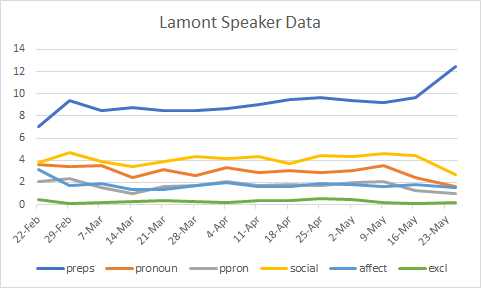 Lamont Speaker Data
14
12
10
8
6
4
2
0
22-Feb 29-Feb 7-Mar 14-Mar 21-Mar 28-Mar 4-Apr 11-Apr 18-Apr 25-Apr 2-May 9-May 16-May 23-May
preps pronoun ppron social affect excl